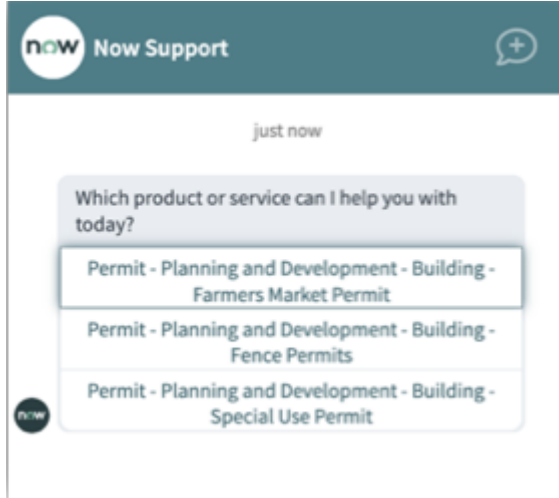 now Now Support
just now
Which product or service can I help you with
today?
Permit - Planning and Development - Building -
Farmers Market Permit
Permit - Planning and Development - Building -
Fence Permits
Permit - Planning and Development - Building -
Special Use Permit
now